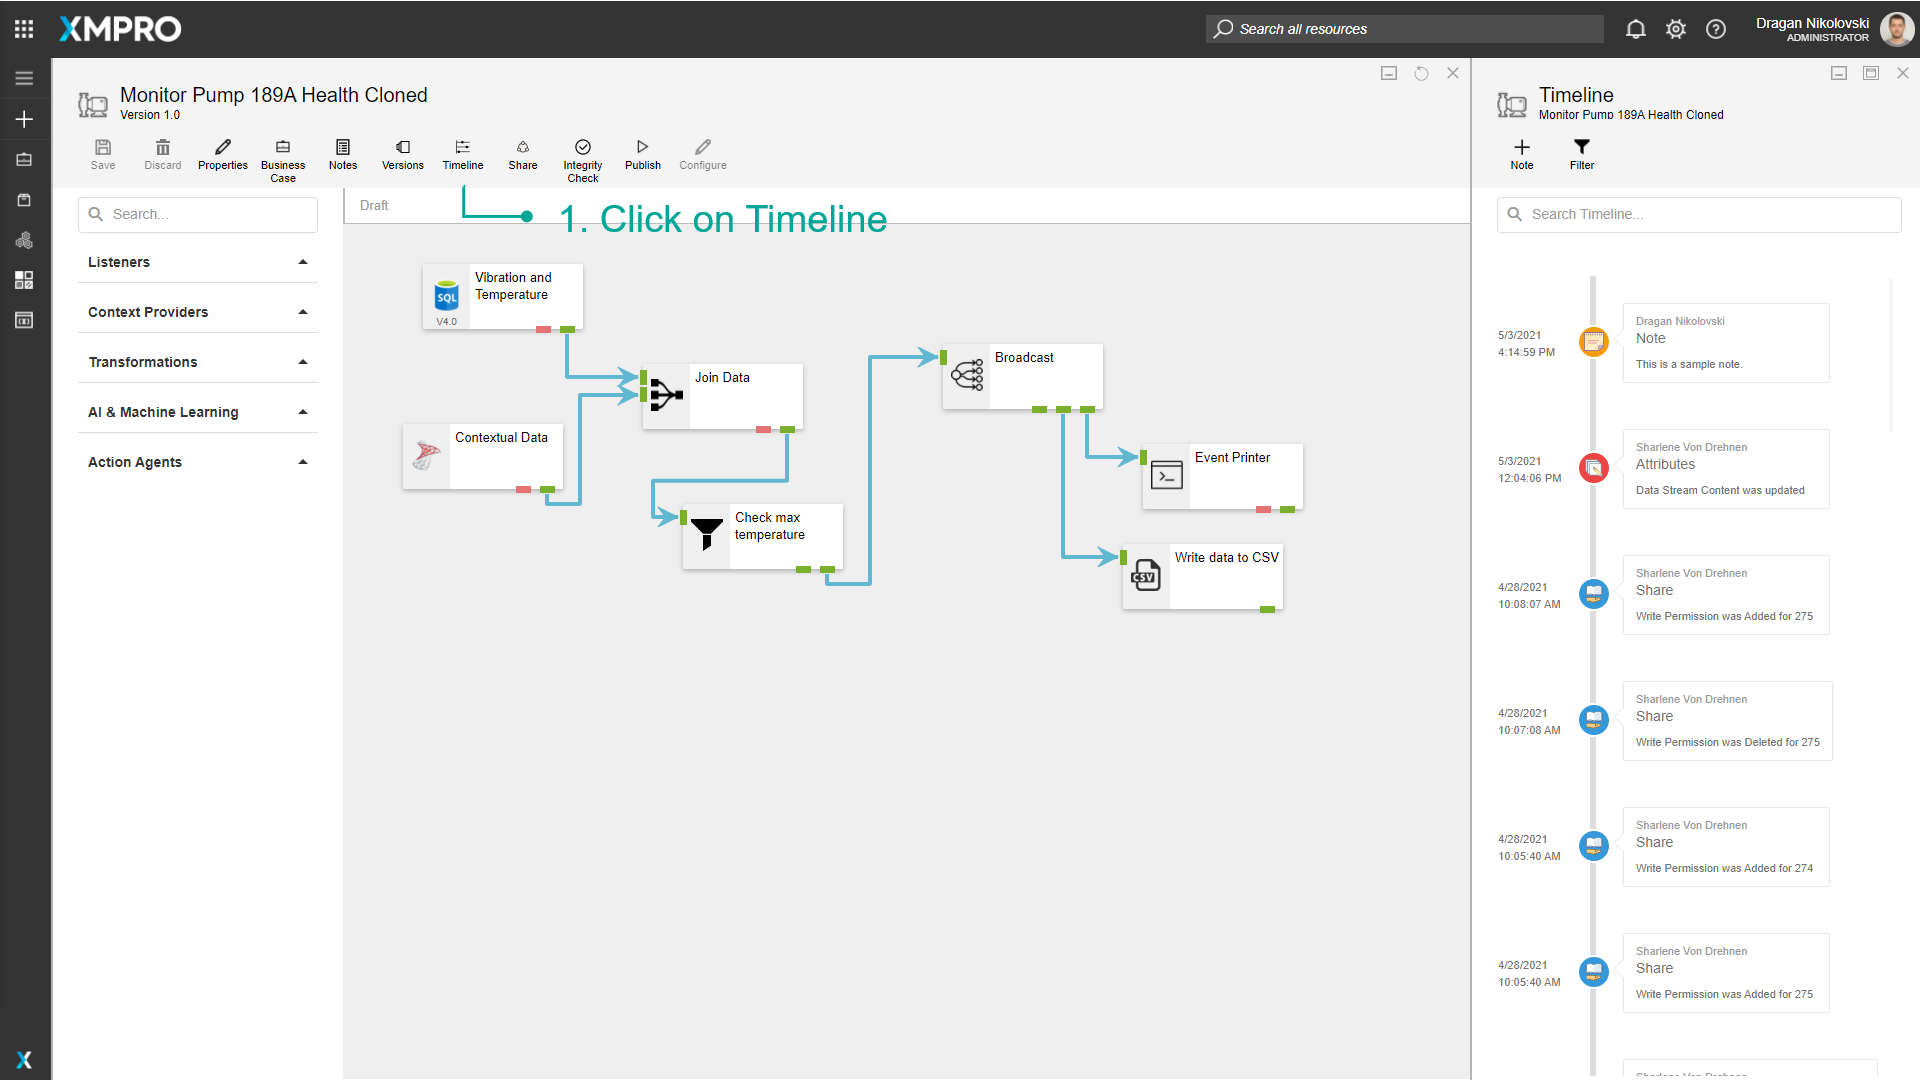 XMPRO
Search all resources
Dragan Nikolovski
ADMINISTRATOR
Monitor Pump 189A Health Cloned
Version 1.0
Save
Discard
Properties
Business
Case
Notes
Versions
Timeline
Share
Integrity
Check
Publish
Configure
Search...
Listeners
Context Providers
Transformations
AI & Machine Learning
Action Agents
Draft
1. Click on Timeline
Vibration and
Temperature
SQL
V4.0
Join Data
Contextual Data
Check max
temperature
Broadcast
Event Printer
Write data to CSV
CSV
Timeline
Monitor Pump 189A Health Cloned
Note
Filter
Search Timeline...
5/3/2021
4:14:59 PM
Dragan Nikolovski
Note
This is a sample note.
5/3/2021
12:04:06 PM
Sharlene Von Drehnen
Attributes
Data Stream Content was updated
4/28/2021
10:08:07 AM
Sharlene Von Drehnen
Share
Write Permission was Added for 275
4/28/2021
10:07:08 AM
Sharlene Von Drehnen
Share
Write Permission was Deleted for 275
4/28/2021
10:05:40 AM
Sharlene Von Drehnen
Share
Write Permission was Added for 274
4/28/2021
10:05:40 AM
Sharlene Von Drehnen
Share
Write Permission was Added for 275
Sharlene Von Drehnen